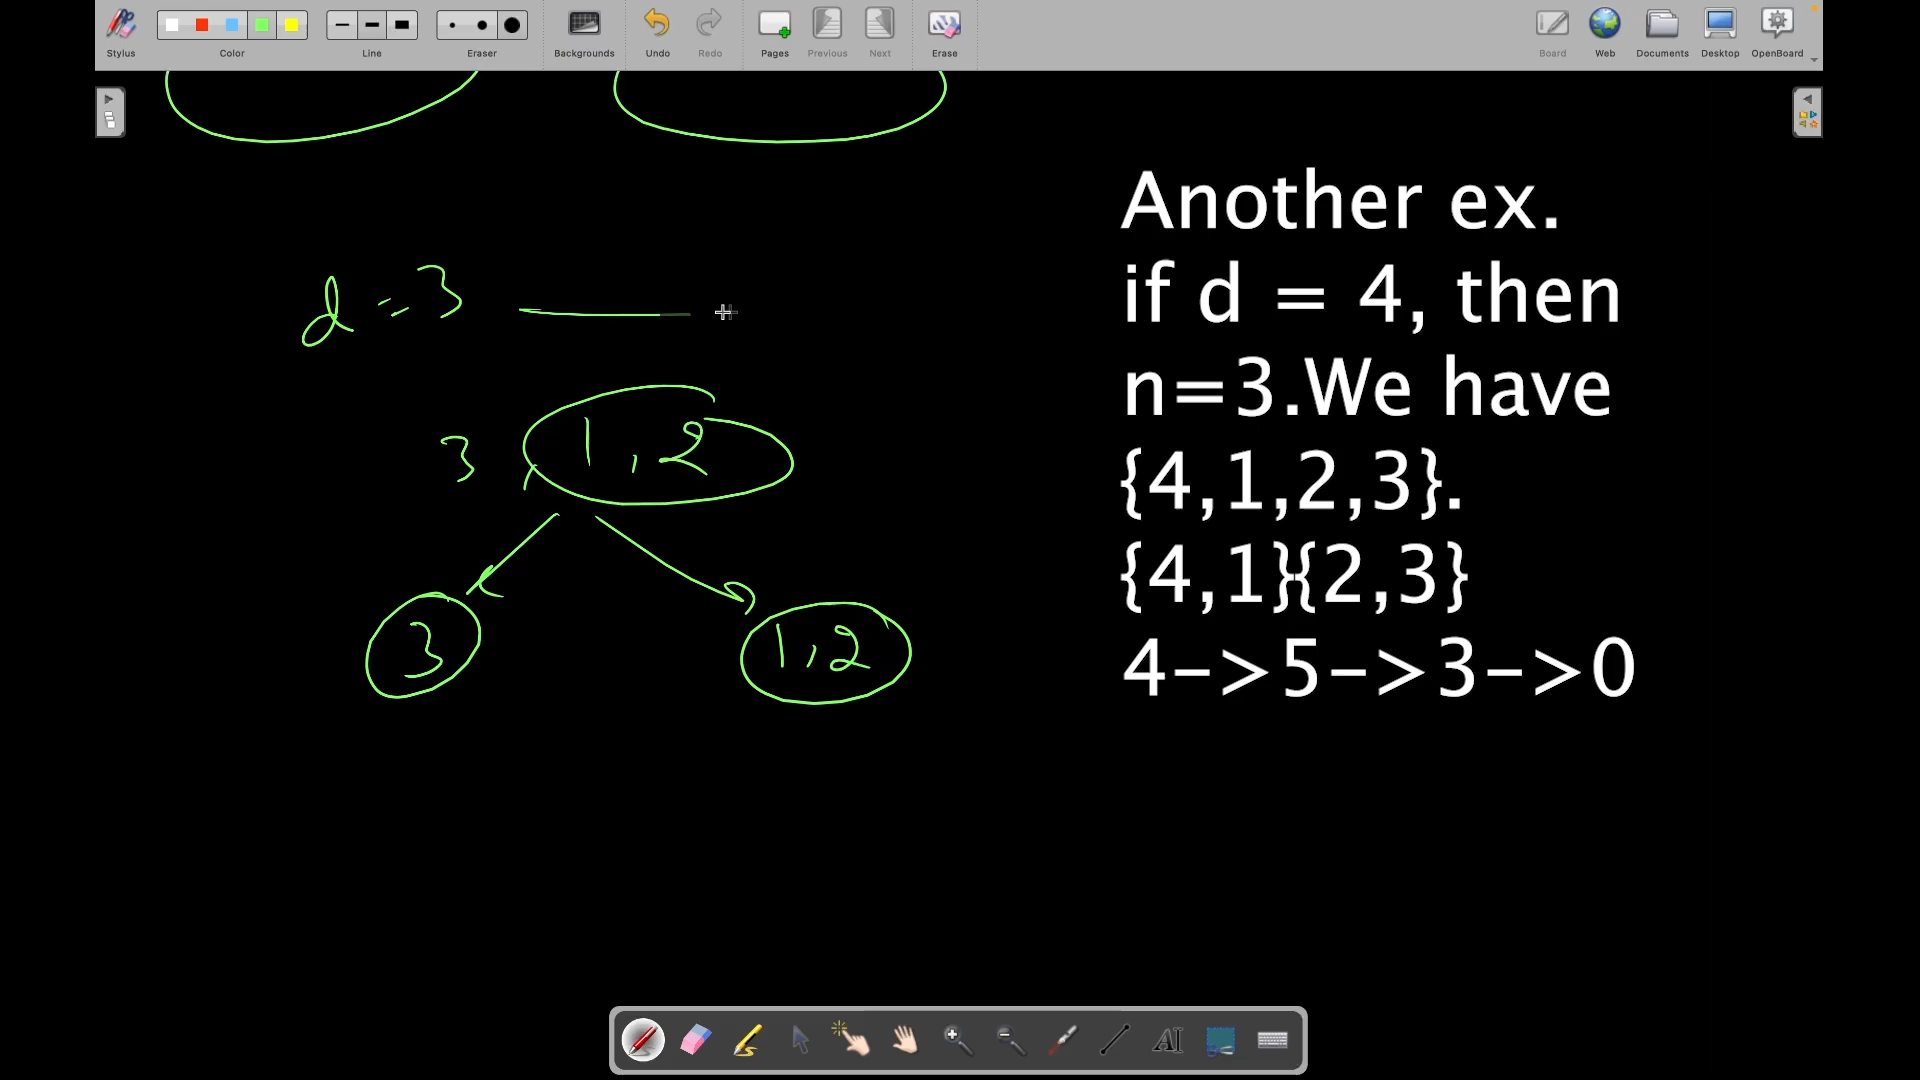 Stylus
Color
Line
Eraser
Backgrounds
Undo
Redo
Pages
Previous
Next
Erase
Board
Web
Documents
Desktop
OpenBoard
d = 3
3 , 1 , 2
3
1 , 2
Another ex.
if d = 4, then
n=3.We have
{4,1,2,3}.
{4,1}{2,3}
4->5->3->0